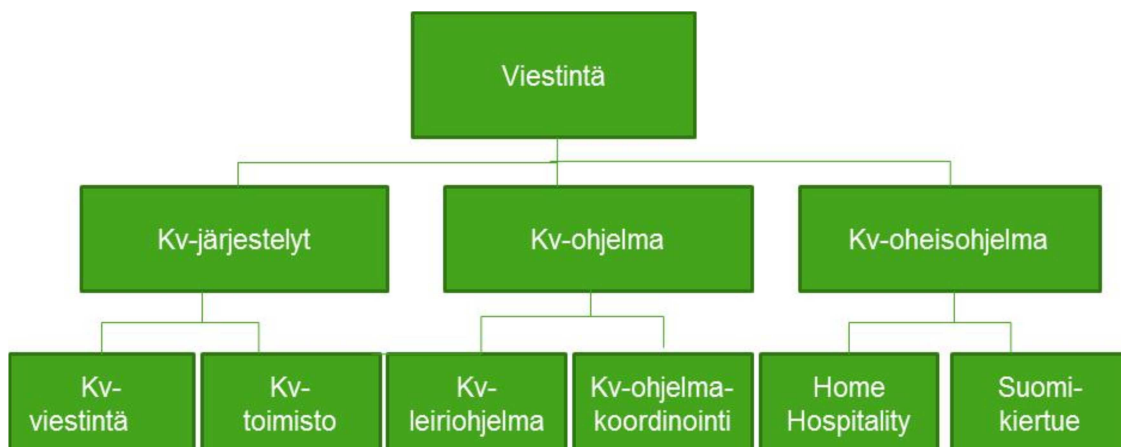 Viestintä
Kv-järjestelyt
Kv-ohjelma
Kv-oheisohjelma
Kv-
viestintä
Kv-
toimisto
Kv-
leiriohjelma
Kv-ohjelma-
koordinointi
Home
Hospitality
Suomi-
kiertue